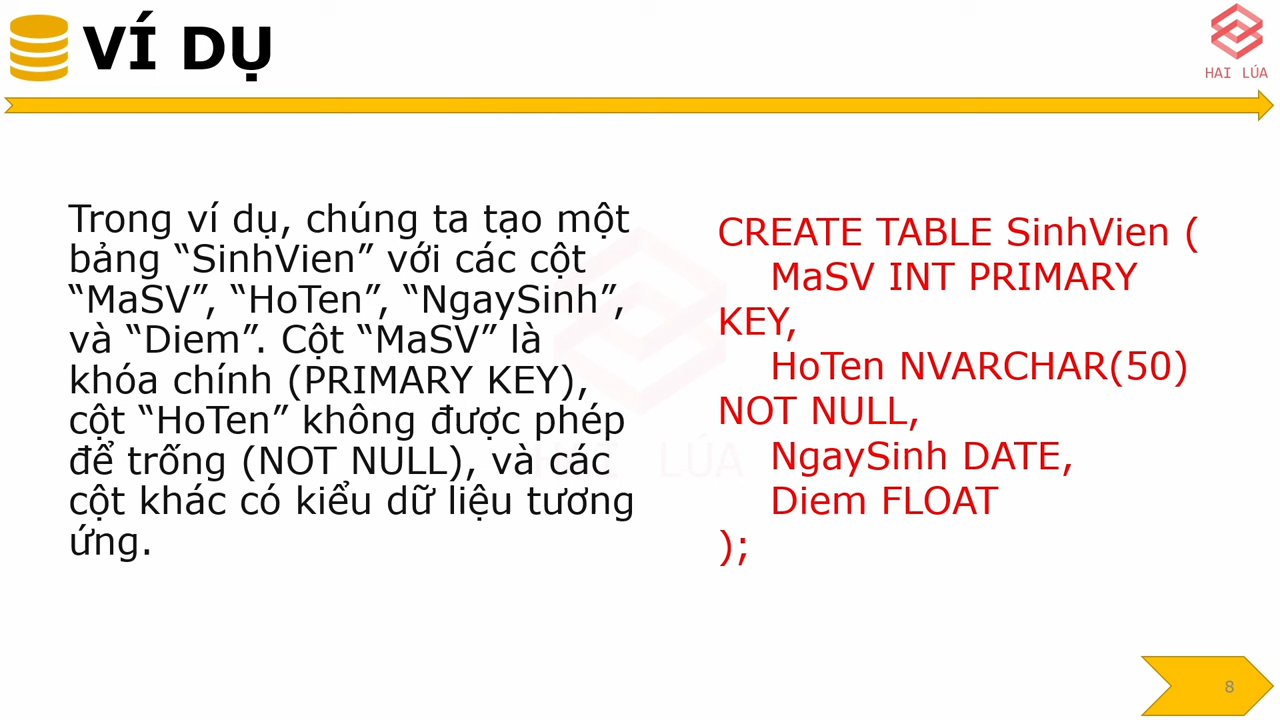 VÍ DỤ
HAI LÚA
Trong ví dụ, chúng ta tạo một
bảng “SinhVien” với các cột
“MaSV”, “HoTen”, “NgaySinh”,
và “Diem”. Cột “MaSV” là
khóa chính (PRIMARY KEY),
cột “HoTen” không được phép
để trống (NOT NULL), và các
cột khác có kiểu dữ liệu tương
ứng.
CREATE TABLE SinhVien (
MaSV INT PRIMARY
KEY,
HoTen NVARCHAR(50)
NOT NULL,
NgaySinh DATE,
Diem FLOAT
);
HAI LÚA
8